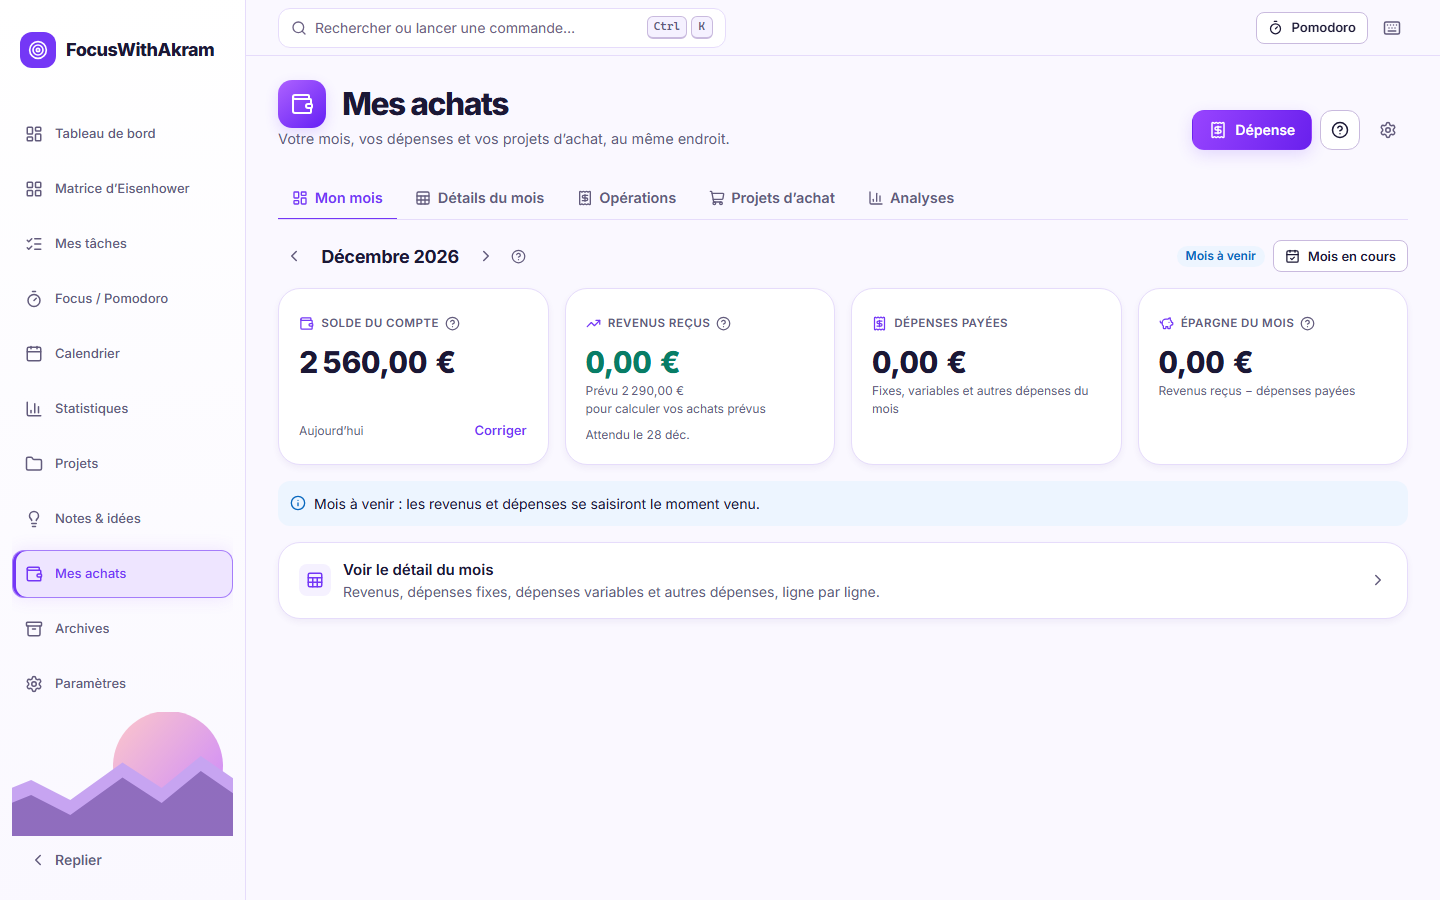 FocusWithAkram
Rechercher ou lancer une commande...
Ctrl K
Pomodoro
Tableau de bord
Matrice d’Eisenhower
Mes tâches
Focus / Pomodoro
Calendrier
Statistiques
Projets
Notes & idées
Mes achats
Archives
Paramètres
Replier
Mes achats
Votre mois, vos dépenses et vos projets d’achat, au même endroit.
Dépense
Mon mois
Détails du mois
Opérations
Projets d’achat
Analyses
Décembre 2026
Mois à venir
Mois en cours
SOLDE DU COMPTE
2 560,00 €
Aujourd’hui
Corriger
REVENUS REÇUS
0,00 €
Prévu 2 290,00 €
pour calculer vos achats prévus
Attendu le 28 déc.
DÉPENSES PAYÉES
0,00 €
Fixes, variables et autres dépenses du
mois
ÉPARGNE DU MOIS
0,00 €
Revenus reçus − dépenses payées
Mois à venir : les revenus et dépenses se saisiront le moment venu.
Voir le détail du mois
Revenus, dépenses fixes, dépenses variables et autres dépenses, ligne par ligne.